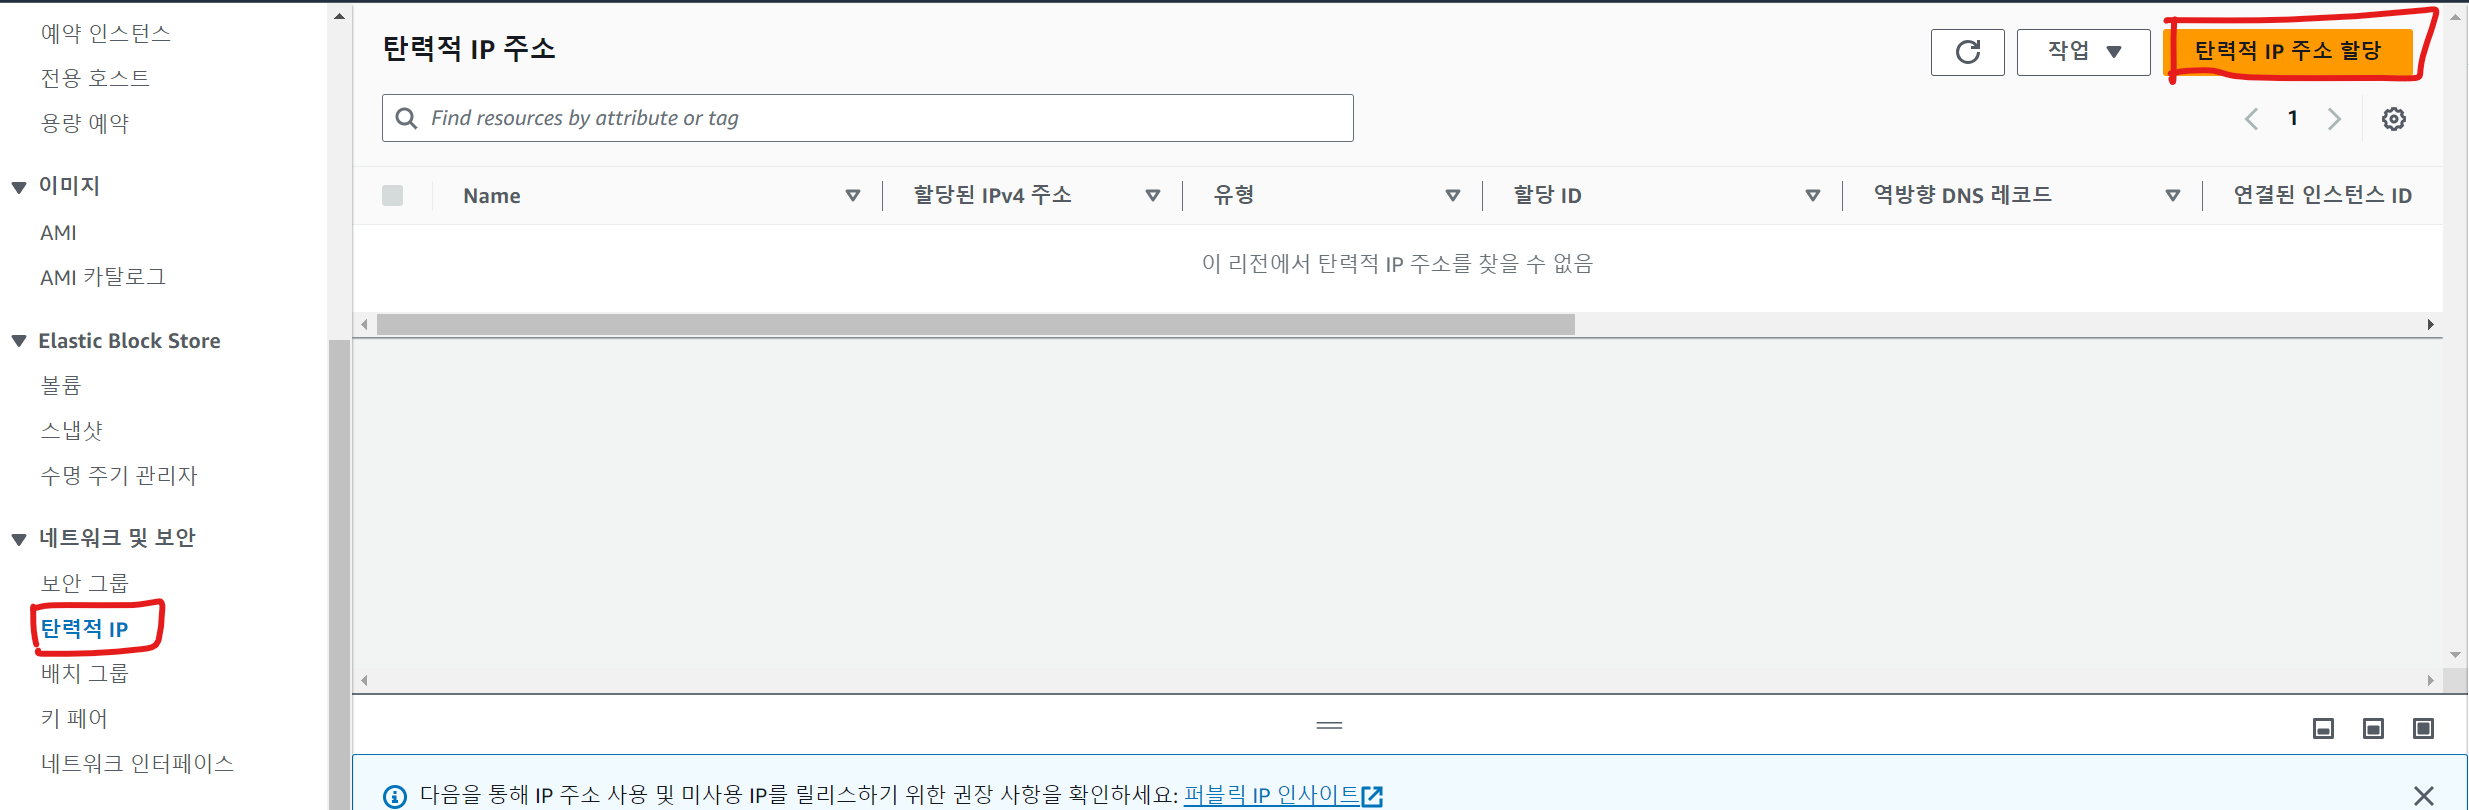 예약 인스턴스
전용 호스트
용량 예약
이미지
AMI
AMI 카탈로그
Elastic Block Store
볼륨
스냅샷
수명 주기 관리자
네트워크 및 보안
보안 그룹
탄력적 IP
배치 그룹
키 페어
네트워크 인터페이스
탄력적 IP 주소
작업
탄력적 IP 주소 할당
Find resources by attribute or tag
1
Name 할당된 IPv4 주소 유형 할당 ID 역방향 DNS 레코드 연결된 인스턴스 ID
이 리전에서 탄력적 IP 주소를 찾을 수 없음
다음을 통해 IP 주소 사용 및 미사용 IP를 릴리스하기 위한 권장 사항을 확인하세요: 퍼블릭 IP 인사이트